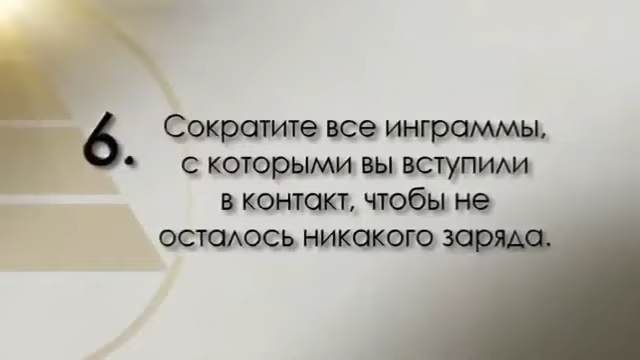 6. Сократите все инграммы,
с которыми вы вступили
в контакт, чтобы не
осталось никакого заряда.